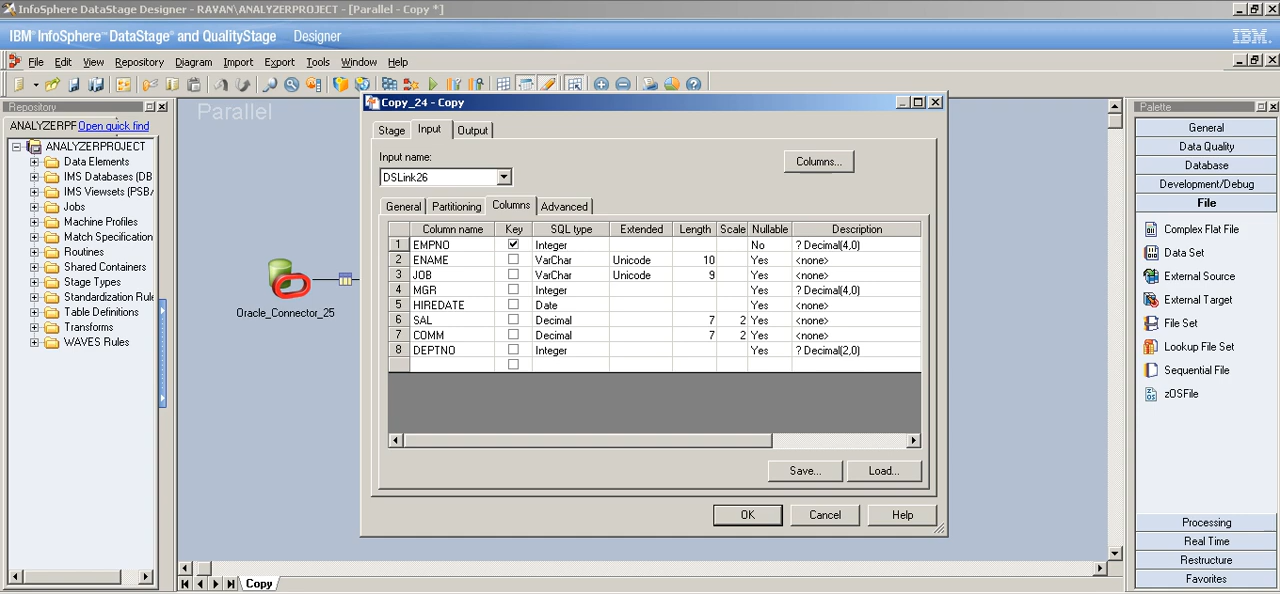 InfoSphere DataStage Designer - RAVAN\ANALYZERPROJECT - [Parallel - Copy *]
IBM® InfoSphere™ DataStage® and QualityStage Designer IBM.
File Edit View Repository Diagram Import Export Tools Window Help
Repository
ANALYZERPF Open quick find
ANALYZERPROJECT
Data Elements
IMS Databases (DB
IMS Viewsets (PSB/
Jobs
Machine Profiles
Match Specification
Routines
Shared Containers
Stage Types
Standardization Rule
Table Definitions
Transforms
WAVES Rules
Parallel
Oracle_Connector_25
Copy_24 - Copy
Stage Input Output
Input name:
DSLink26
Columns...
General Partitioning Columns Advanced
Column name Key SQL type Extended Length Scale Nullable Description
1 EMPNO Integer No ? Decimal(4,0)
2 ENAME VarChar Unicode 10 Yes <none>
3 JOB VarChar Unicode 9 Yes <none>
4 MGR Integer Yes ? Decimal(4,0)
5 HIREDATE Date Yes <none>
6 SAL Decimal 7 2 Yes <none>
7 COMM Decimal 7 2 Yes <none>
8 DEPTNO Integer Yes ? Decimal(2,0)
Save... Load...
OK Cancel Help
Copy
Palette
General
Data Quality
Database
Development/Debug
File
Complex Flat File
Data Set
External Source
External Target
File Set
Lookup File Set
Sequential File
zOSFile
Processing
Real Time
Restructure
Favorites